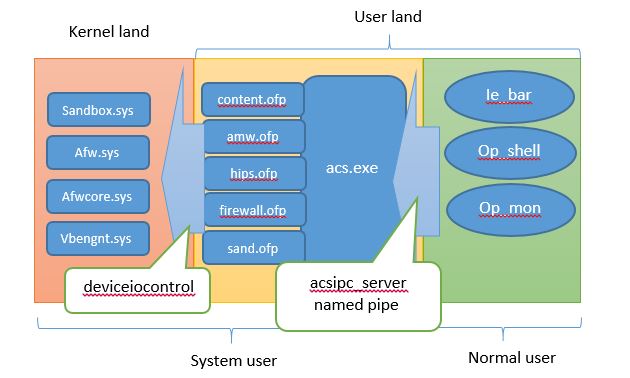 User land
Kernel land
Sandbox.sys
Afw.sys
Afwcore.sys
Vbengnt.sys
content.ofp
amw.ofp
hips.ofp
firewall.ofp
sand.ofp
acs.exe
Ie_bar
Op_shell
Op_mon
deviceiocontrol
acsipc_server
named pipe
System user
Normal user